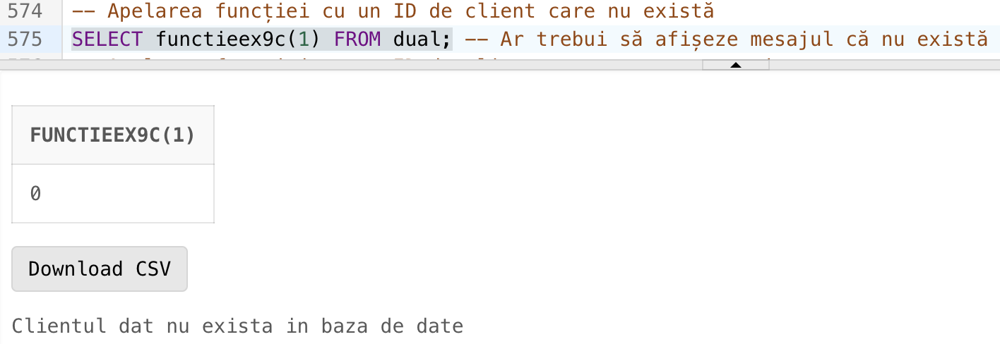 574 -- Apelarea funcției cu un ID de client care nu există
575 SELECT functieex9c(1) FROM dual; -- Ar trebui să afișeze mesajul că nu există
FUNCTIEEX9C(1)
0
Download CSV
Clientul dat nu exista in baza de date